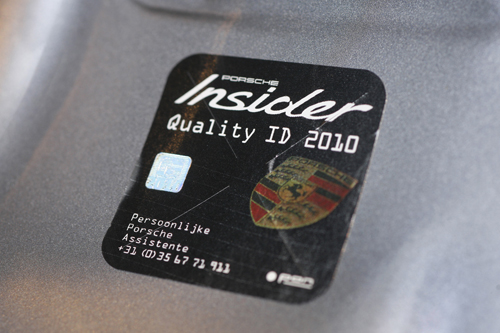 PORSCHE
Insider
Quality ID 2010
Persoonlijke
Porsche
Assistente
+31 (0)35 67 71 911